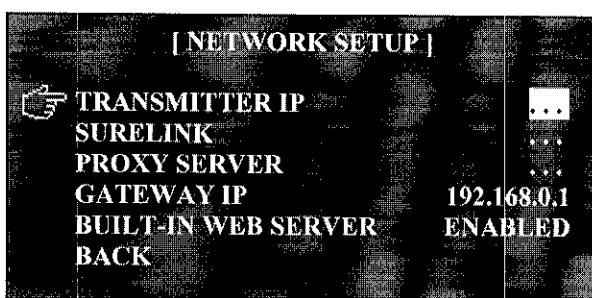 [ NETWORK SETUP ]
TRANSMITTER IP ...
SURELINK ...
PROXY SERVER ...
GATEWAY IP 192.168.0.1
BUILT-IN WEB SERVER ENABLED
BACK